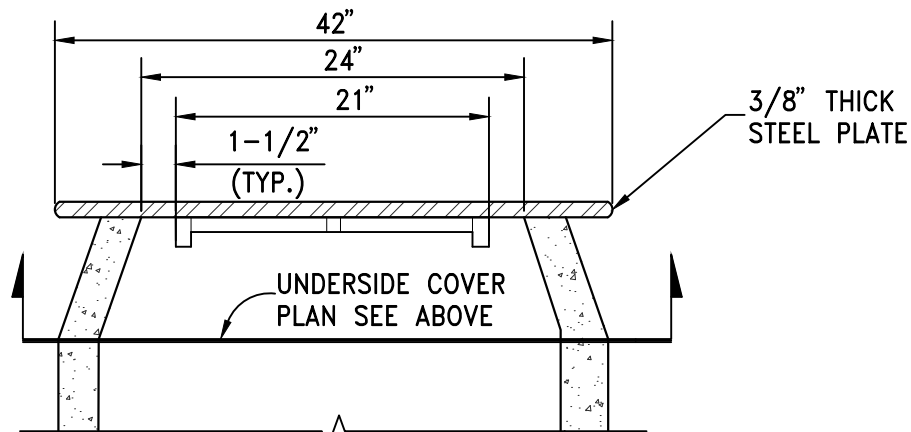 42”
24”
21”
1-1/2”
(TYP.)
3/8” THICK
STEEL PLATE
UNDERSIDE COVER
PLAN SEE ABOVE